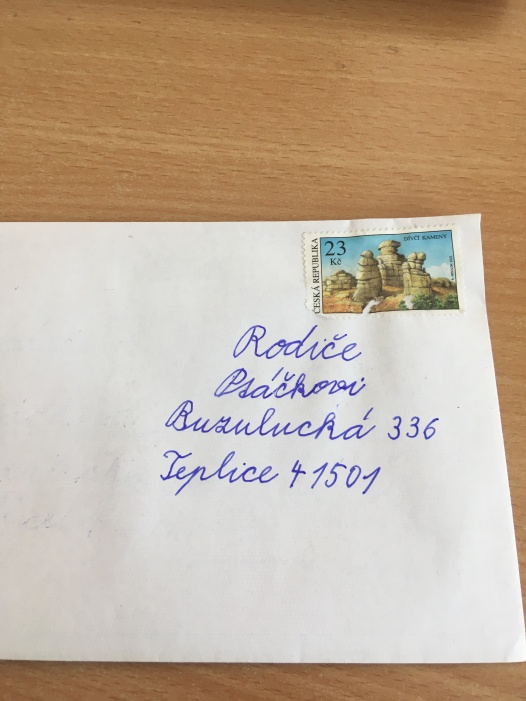 ČESKÁ REPUBLIKA
23
Kč
DÍVČÍ KAMENY
Rodiče
Ptáčkovi
Buzulucká 336
Teplice 41501